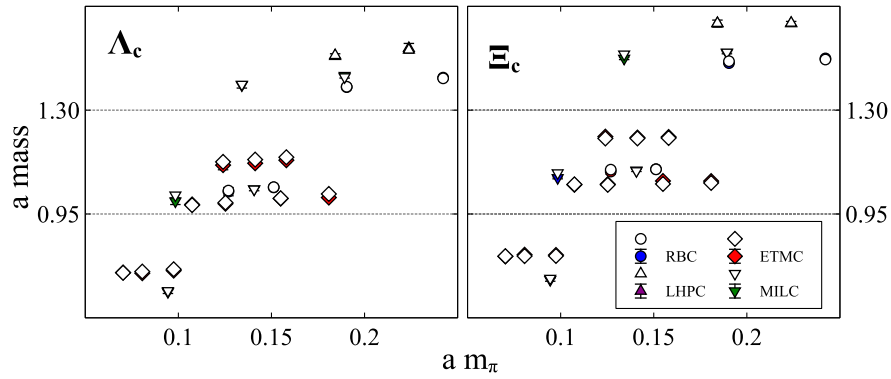 Λc
Ξc
a mass
1.30
1.30
0.95
0.95
RBC
ETMC
LHPC
MILC
0.1
0.15
0.2
0.1
0.15
0.2
a mπ